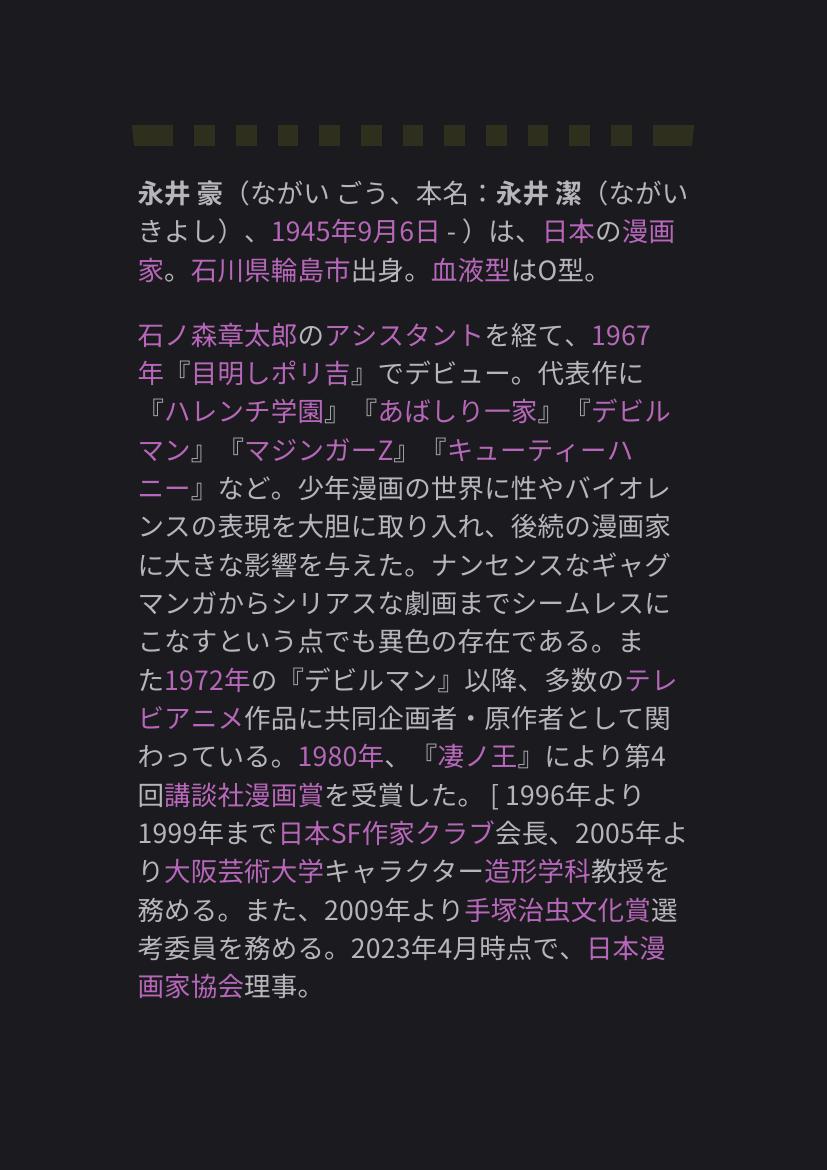 永井 豪（ながい ごう、本名：永井 潔（ながい
きよし）、1945年9月6日 - ）は、日本の漫画
家。石川県輪島市出身。血液型はO型。
石ノ森章太郎のアシスタントを経て、1967
年『目明しポリ吉』でデビュー。代表作に
『ハレンチ学園』『あばしり一家』『デビル
マン』『マジンガーZ』『キューティーハ
ニー』など。少年漫画の世界に性やバイオレ
ンスの表現を大胆に取り入れ、後続の漫画家
に大きな影響を与えた。ナンセンスなギャグ
マンガからシリアスな劇画までシームレスに
こなすという点でも異色の存在である。ま
た1972年の『デビルマン』以降、多数のテレ
ビアニメ作品に共同企画者・原作者として関
わっている。1980年、『凄ノ王』により第4
回講談社漫画賞を受賞した。 [ 1996年より
1999年まで日本SF作家クラブ会長、2005年よ
り大阪芸術大学キャラクター造形学科教授を
務める。また、2009年より手塚治虫文化賞選
考委員を務める。2023年4月時点で、日本漫
画家協会理事。